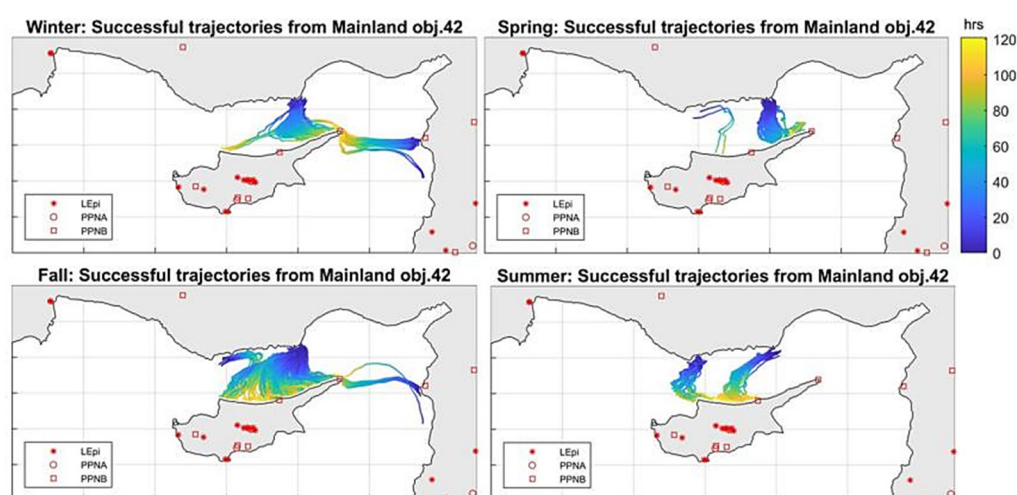 Winter: Successful trajectories from Mainland obj.42
Spring: Successful trajectories from Mainland obj.42
hrs
120
100
80
60
40
20
0
LEpi
PPNA
PPNB
LEpi
PPNA
PPNB
Fall: Successful trajectories from Mainland obj.42
Summer: Successful trajectories from Mainland obj.42
LEpi
PPNA
PPNB
LEpi
PPNA
PPNB